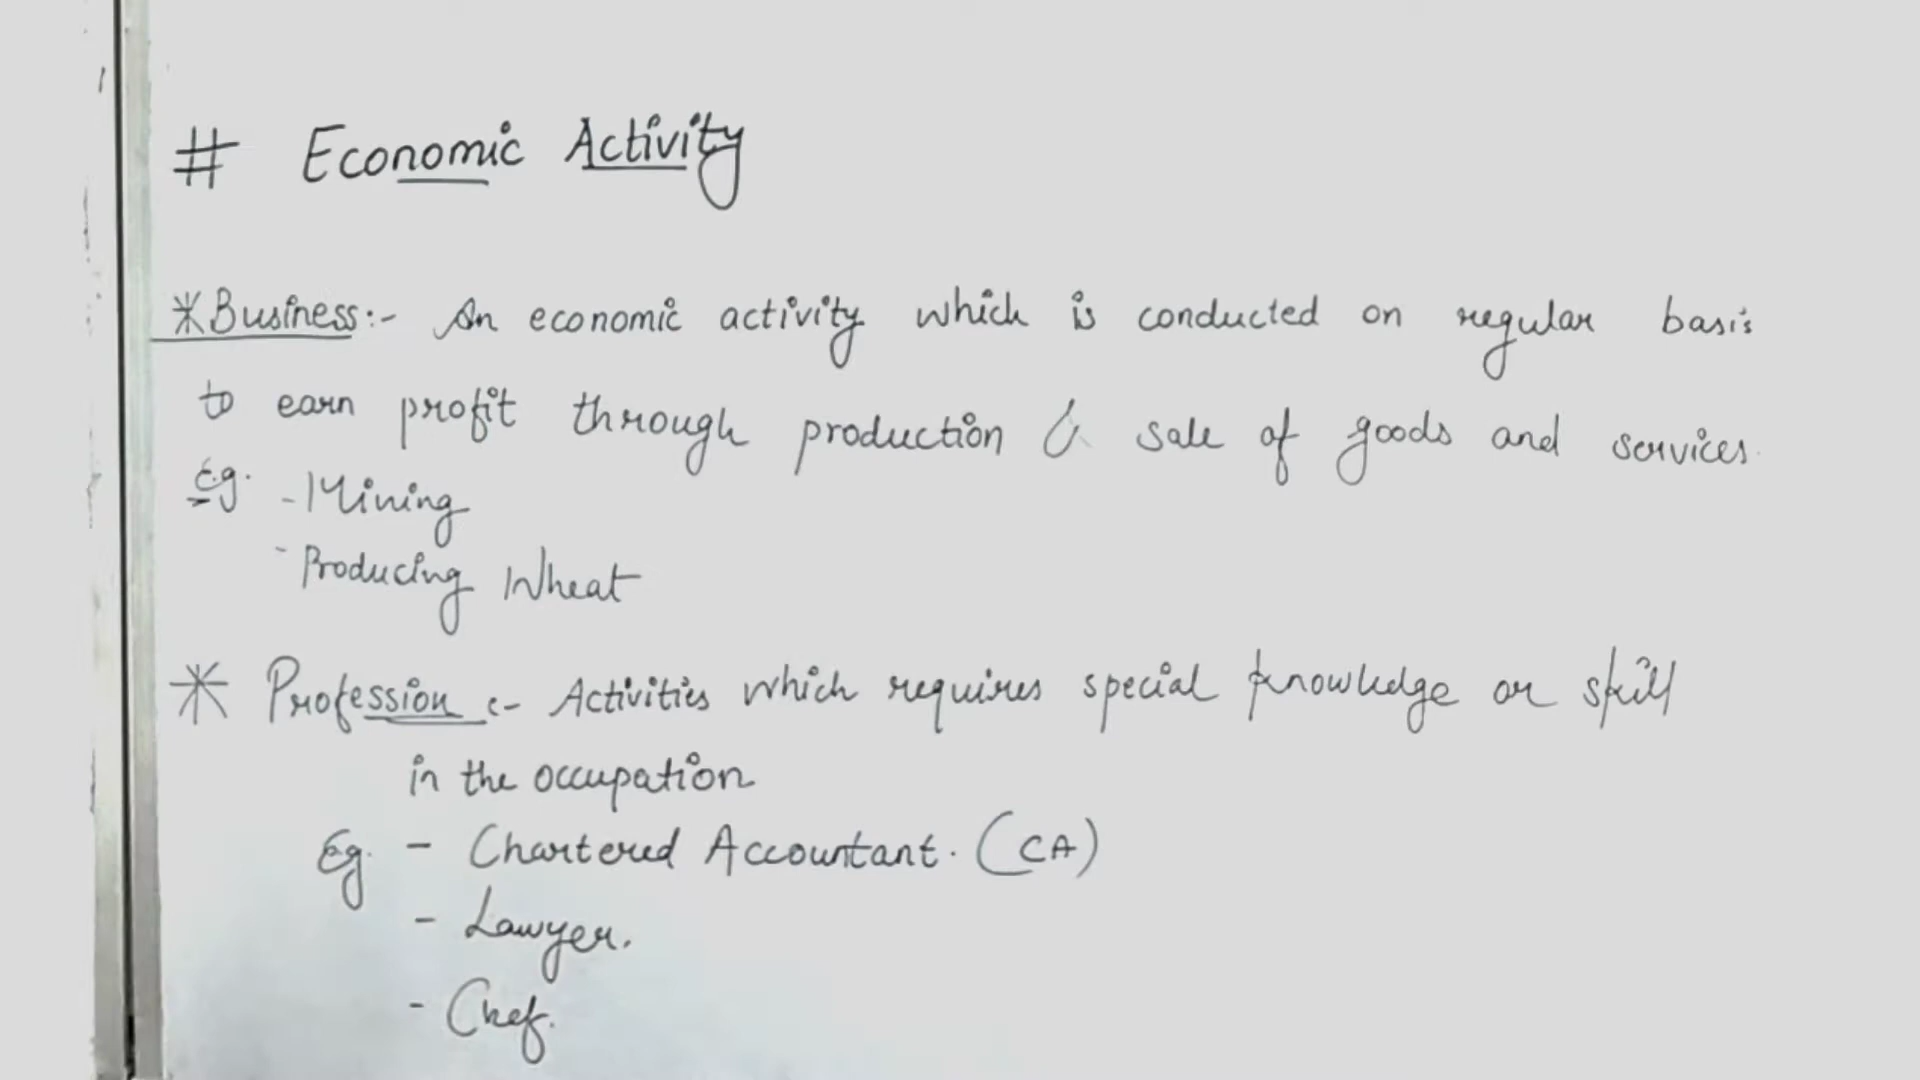 # Economic Activity
* Business:- An economic activity which is conducted on regular basis
to earn profit through production & sale of goods and services.
Eg. - Mining
- Producing Wheat
* Profession :- Activities which requires special knowledge or skill
in the occupation
Eg. - Chartered Accountant. (CA)
- Lawyer.
- Chef.